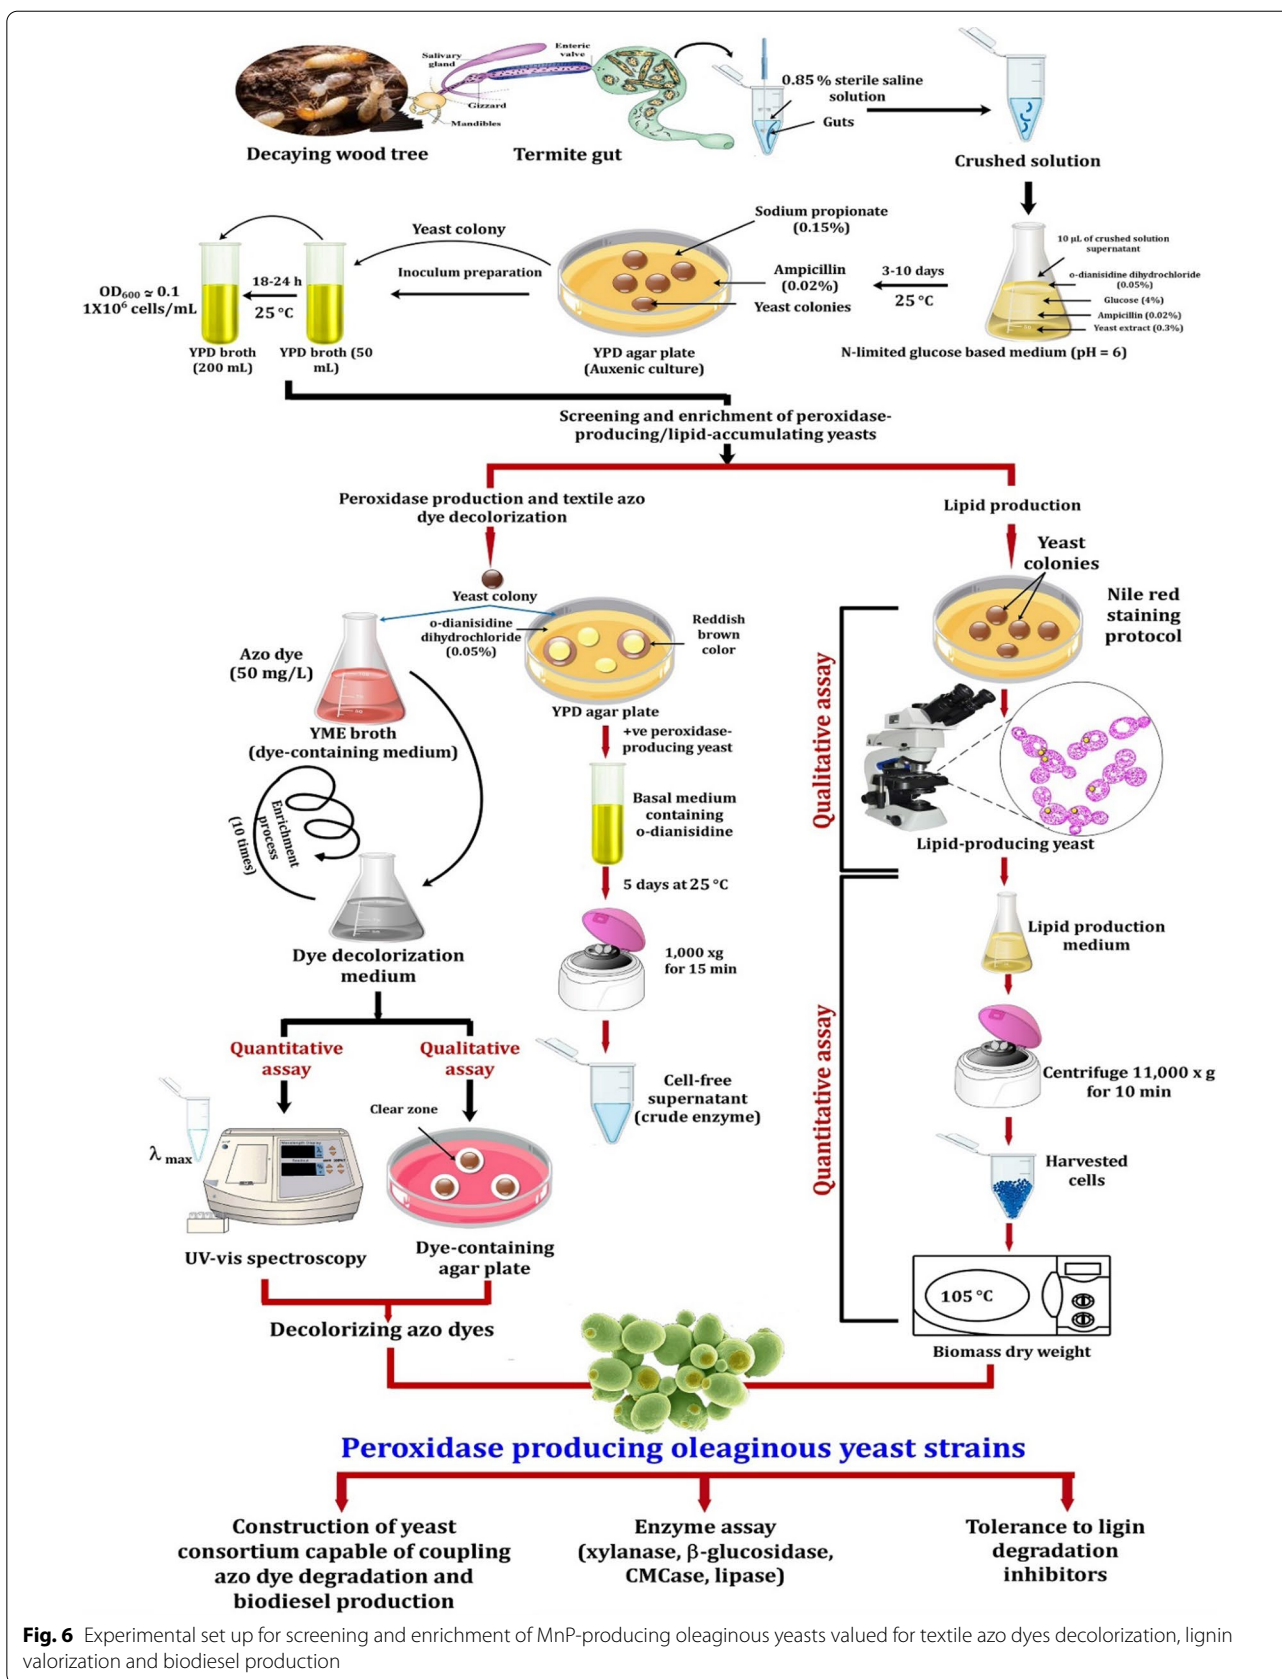 Salivary
gland
Enteric
valve
Gizzard
Mandibles
Decaying wood tree
Termite gut
0.85 % sterile saline
solution
Guts
Crushed solution
10 µL of crushed solution
supernatant
o-dianisidine dihydrochloride
(0.05%)
Glucose (4%)
Ampicillin (0.02%)
Yeast extract (0.3%)
N-limited glucose based medium (pH = 6)
3-10 days
25 °C
Sodium propionate
(0.15%)
Ampicillin
(0.02%)
Yeast colonies
YPD agar plate
(Auxenic culture)
Yeast colony
Inoculum preparation
18-24 h
25 °C
OD600 ≃ 0.1
1X10⁶ cells/mL
YPD broth
(200 mL)
YPD broth (50
mL)
Screening and enrichment of peroxidase-
producing/lipid-accumulating yeasts
Peroxidase production and textile azo
dye decolorization
Lipid production
Yeast colony
o-dianisidine
dihydrochloride
(0.05%)
Reddish
brown
color
YPD agar plate
Azo dye
(50 mg/L)
YME broth
(dye-containing medium)
Enrichment
process
(10 times)
Dye decolorization
medium
+ve peroxidase-
producing yeast
Basal medium
containing
o-dianisidine
5 days at 25 °C
1,000 xg
for 15 min
Cell-free
supernatant
(crude enzyme)
Quantitative
assay
Qualitative
assay
Clear zone
λ max
UV-vis spectroscopy
Dye-containing
agar plate
Decolorizing azo dyes
Yeast
colonies
Nile red
staining
protocol
Qualitative assay
Lipid-producing yeast
Quantitative assay
Lipid production
medium
Centrifuge 11,000 x g
for 10 min
Harvested
cells
105 °C
Biomass dry weight
Peroxidase producing oleaginous yeast strains
Construction of yeast
consortium capable of coupling
azo dye degradation and
biodiesel production
Enzyme assay
(xylanase, β-glucosidase,
CMCase, lipase)
Tolerance to ligin
degradation
inhibitors
Fig. 6 Experimental set up for screening and enrichment of MnP-producing oleaginous yeasts valued for textile azo dyes decolorization, lignin
valorization and biodiesel production